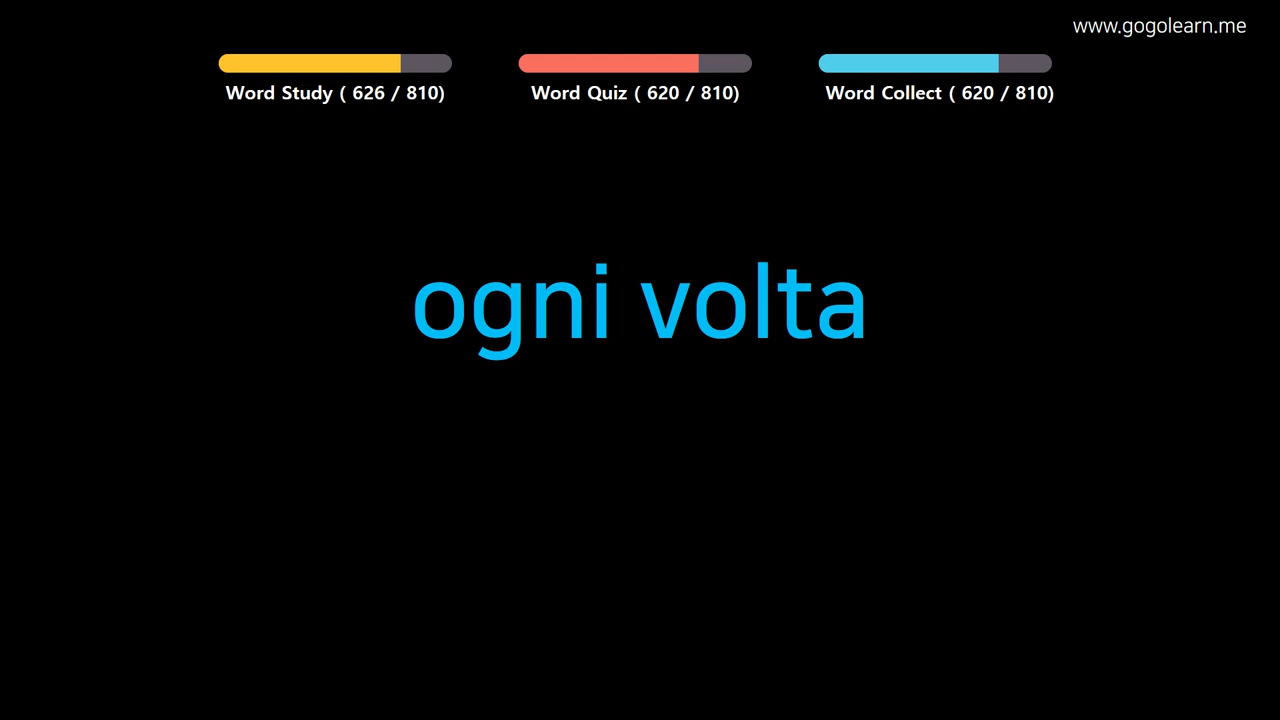 www.gogolearn.me
Word Study ( 626 / 810)
Word Quiz ( 620 / 810)
Word Collect ( 620 / 810)
ogni volta